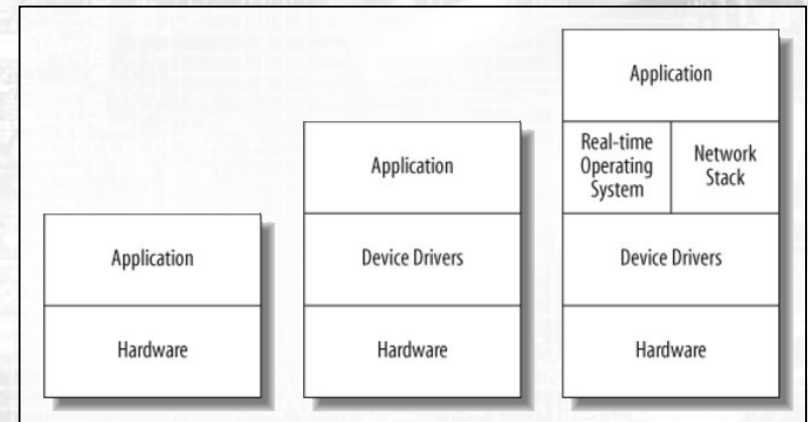 Application
Hardware
Application
Device Drivers
Hardware
Application
Real-time
Operating
System
Network
Stack
Device Drivers
Hardware